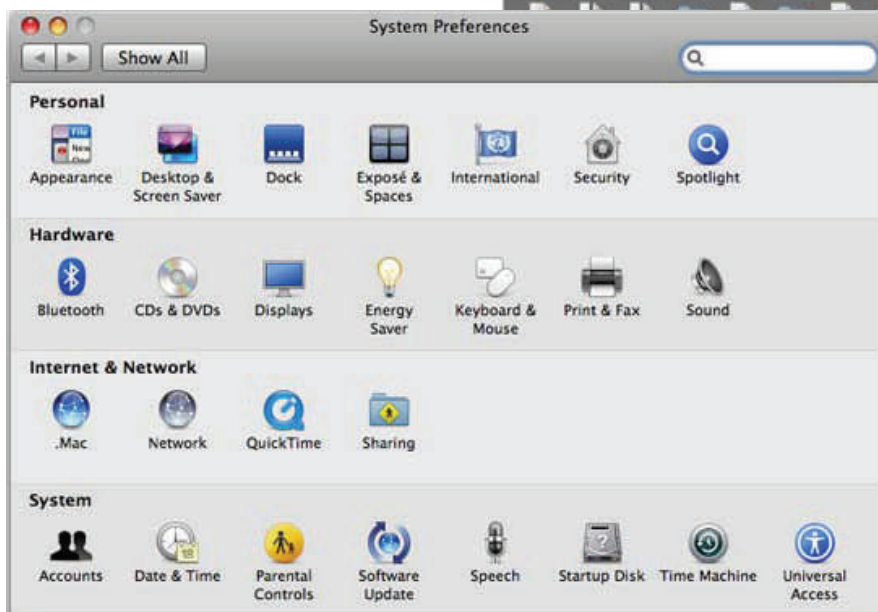 System Preferences
Show All
Personal
Appearance
Desktop &
Screen Saver
Dock
Exposé &
Spaces
International
Security
Spotlight
Hardware
Bluetooth
CDs & DVDs
Displays
Energy
Saver
Keyboard &
Mouse
Print & Fax
Sound
Internet & Network
.Mac
Network
QuickTime
Sharing
System
Accounts
Date & Time
Parental
Controls
Software
Update
Speech
Startup Disk
Time Machine
Universal
Access